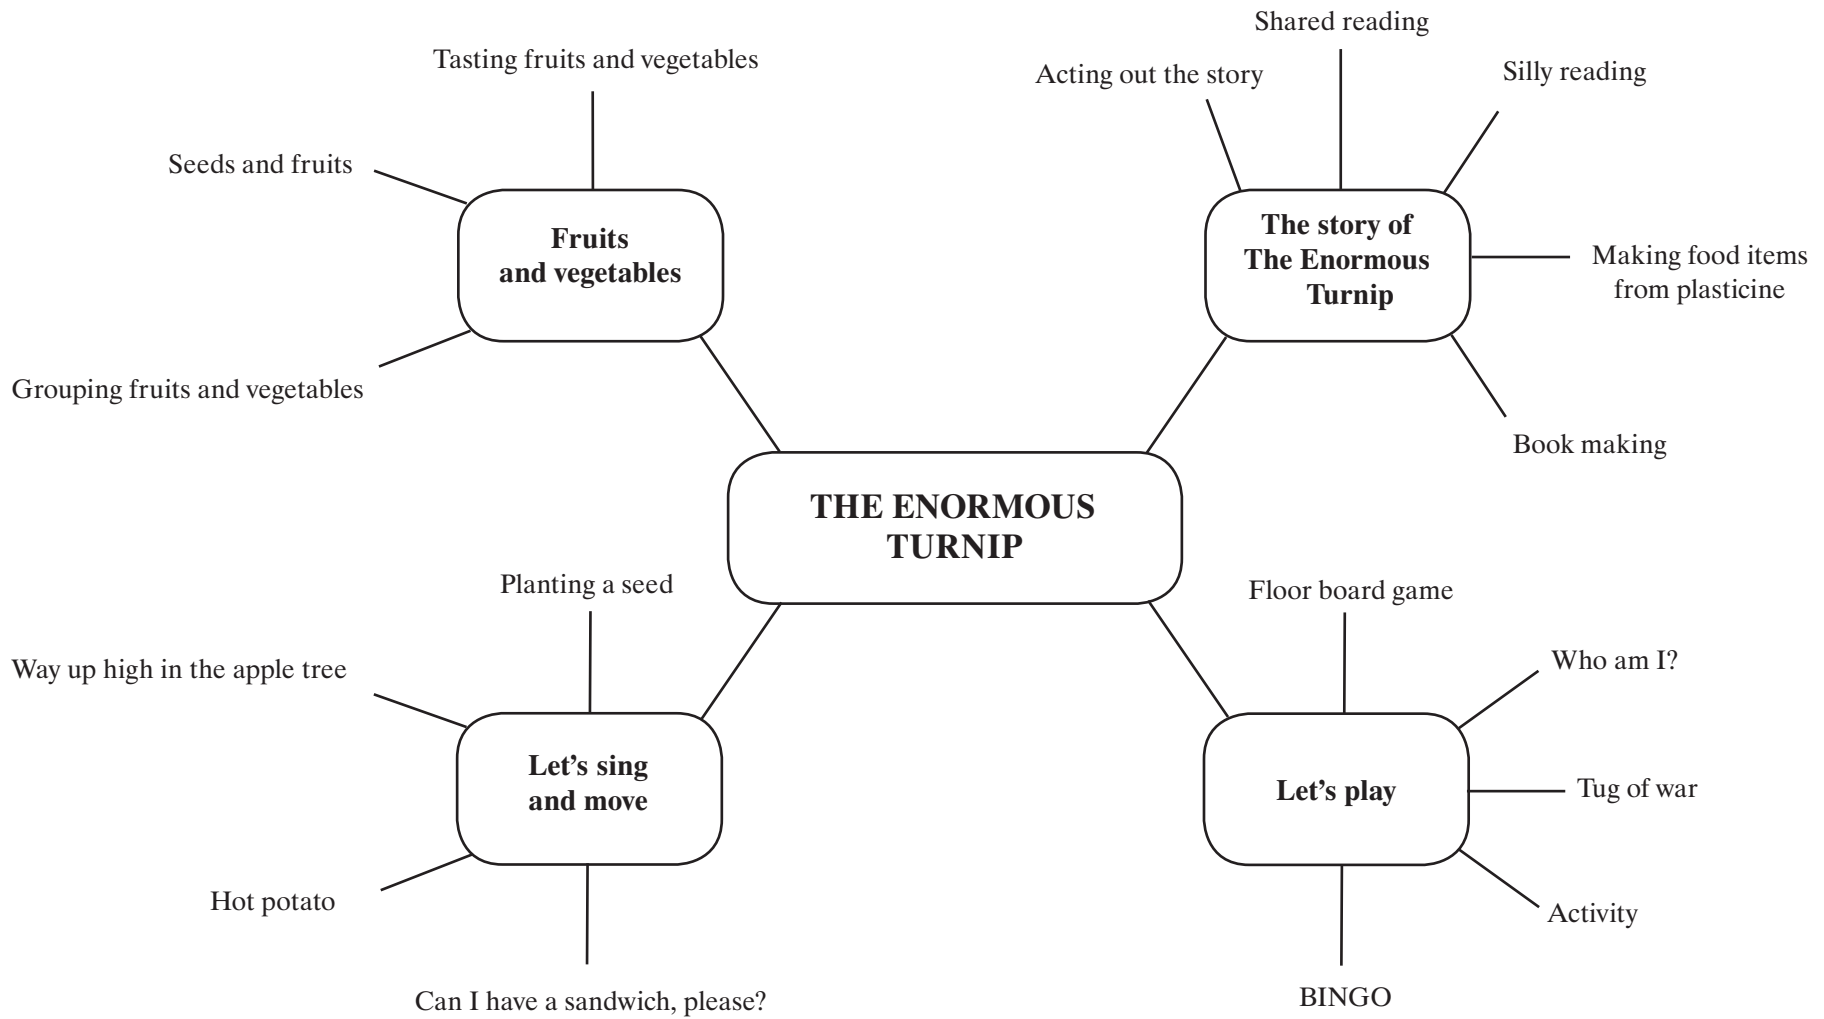 Shared reading
Tasting fruits and vegetables
Acting out the story
Silly reading
Seeds and fruits
Fruits
and vegetables
The story of
The Enormous
Turnip
Making food items
from plasticine
Grouping fruits and vegetables
Book making
THE ENORMOUS
TURNIP
Planting a seed
Floor board game
Way up high in the apple tree
Who am I?
Let’s sing
and move
Let’s play
Tug of war
Hot potato
Activity
Can I have a sandwich, please?
BINGO